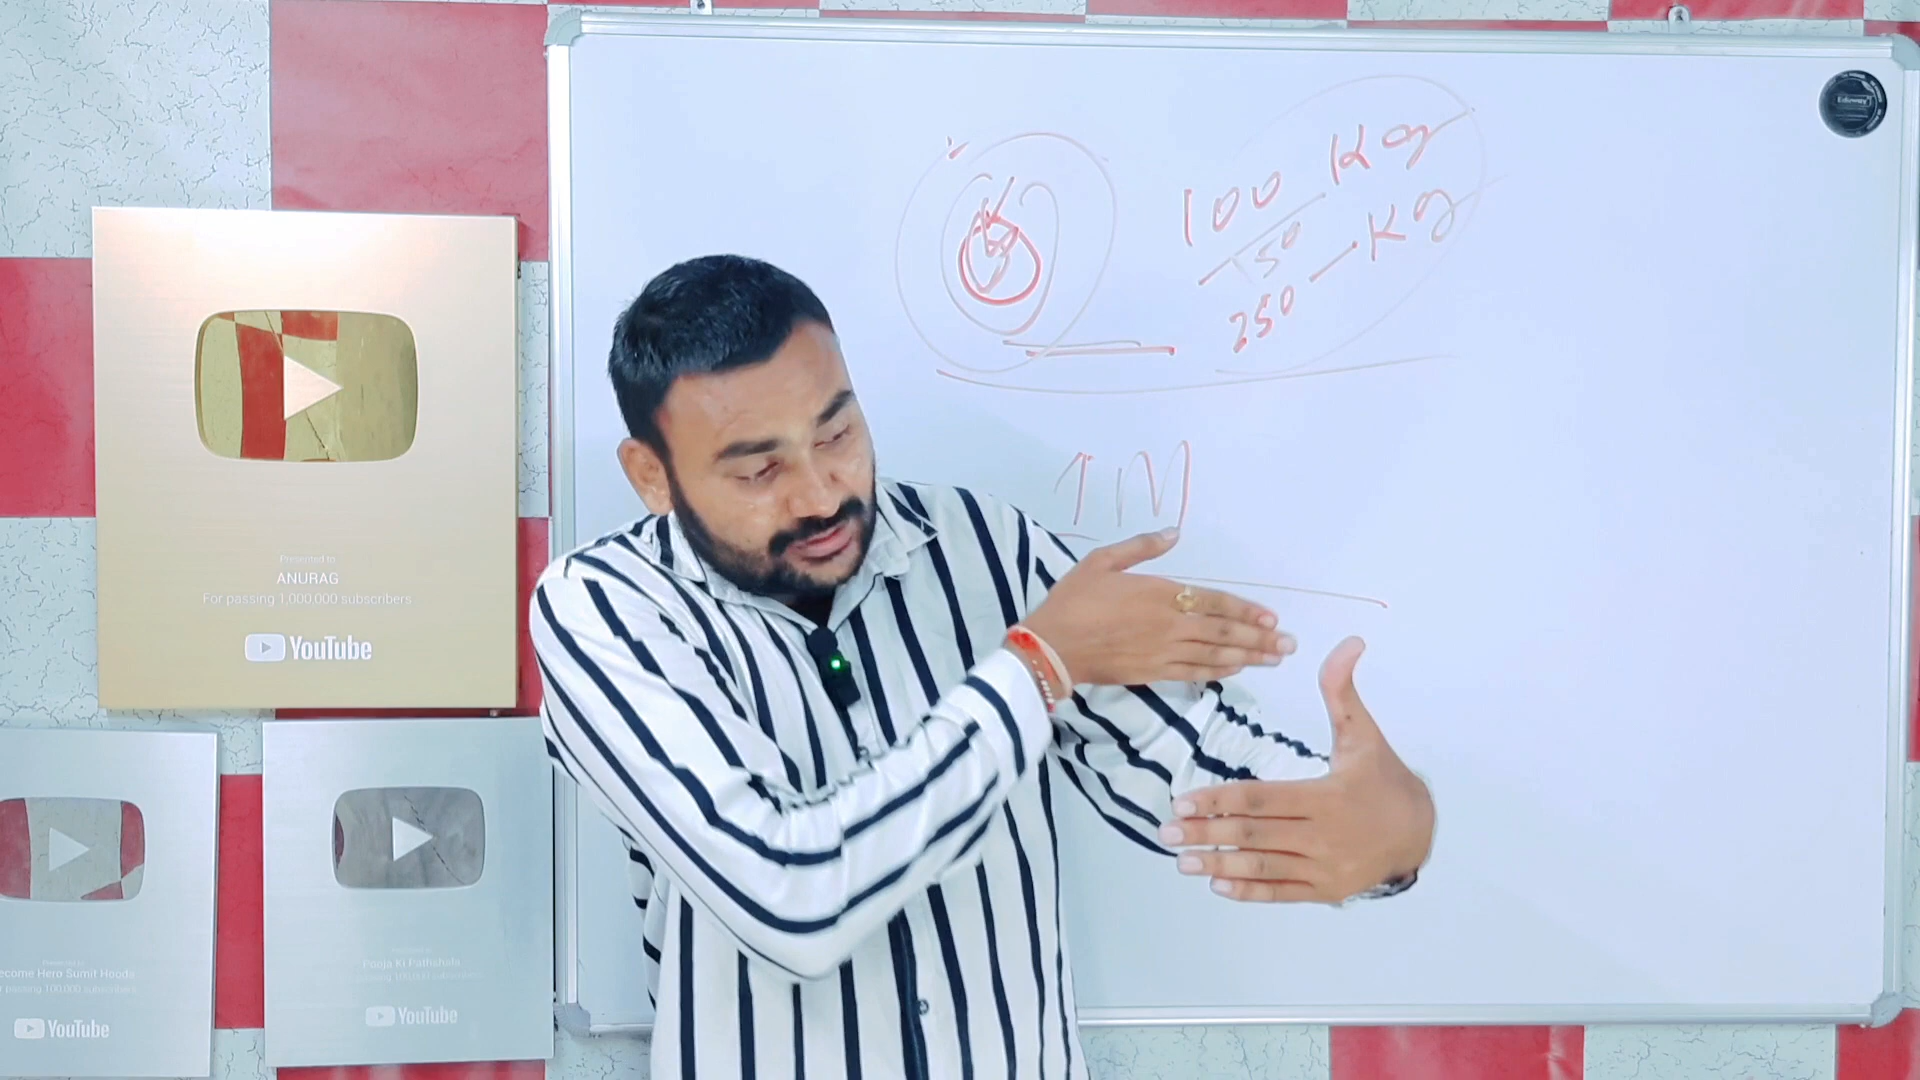 100 Kg
150
250 - Kg
1M
Presented to
ANURAG
For passing 1,000,000 subscribers
YouTube
ecome Hero Sumit Hooda
passing 100,000 subscribers
YouTube
Pooja Ki Pathshala
passing 100,000 subscribers
YouTube